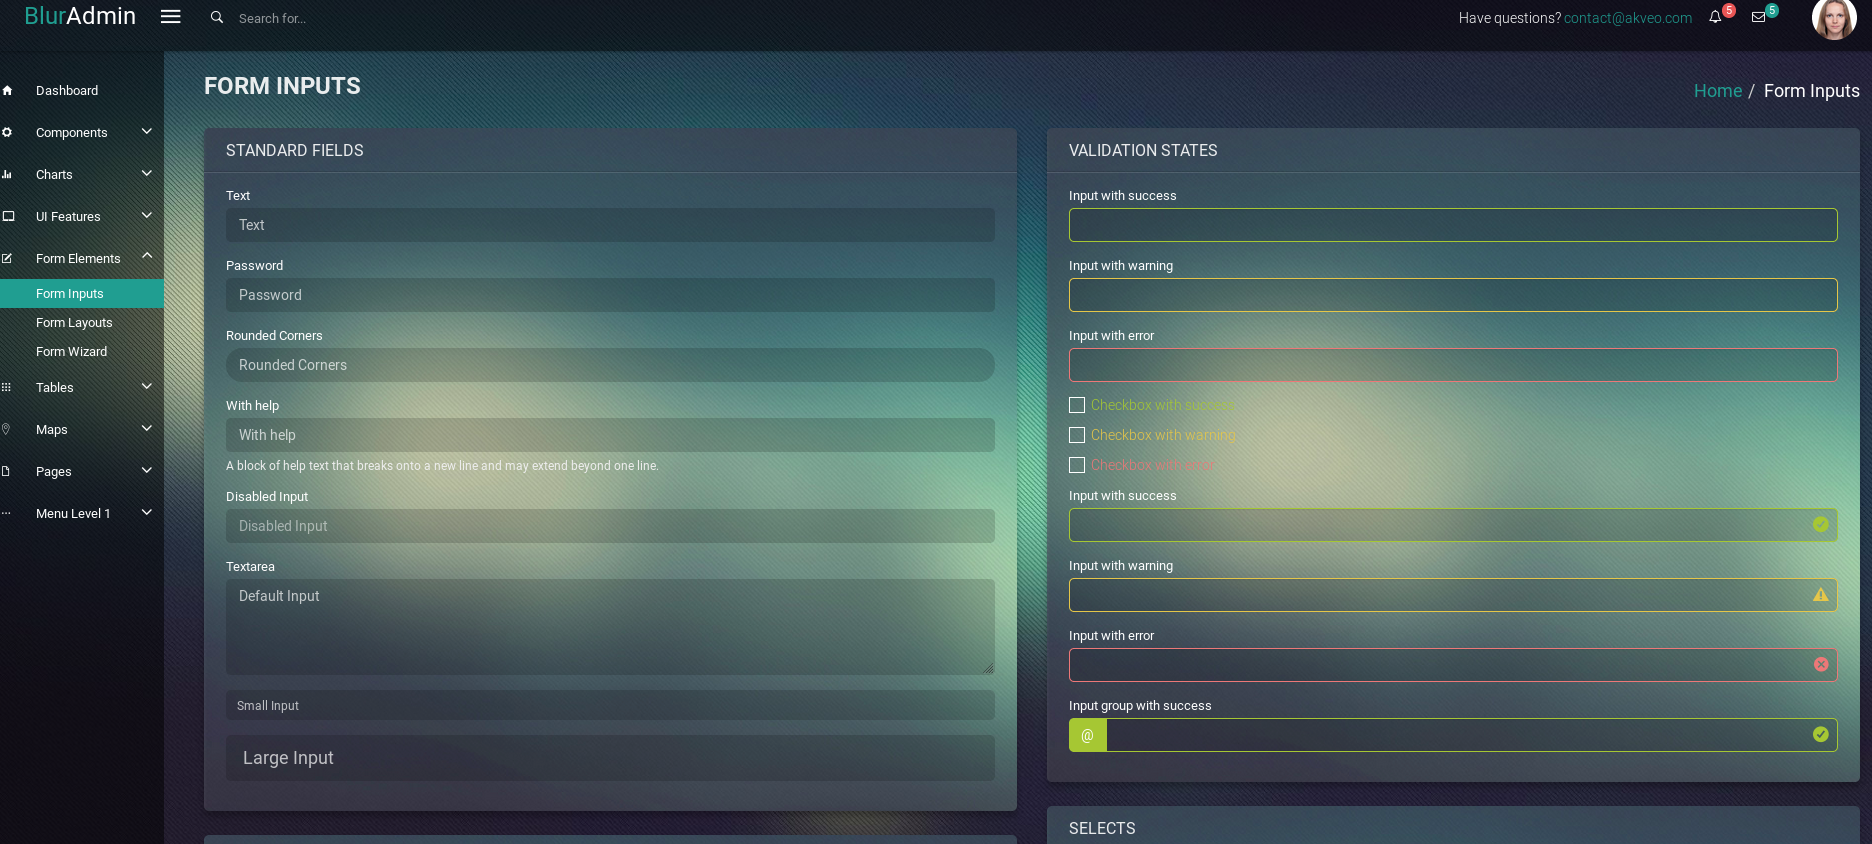 BlurAdmin
Search for...
Have questions? contact@akveo.com
5
5
Dashboard
Components
Charts
UI Features
Form Elements
Form Inputs
Form Layouts
Form Wizard
Tables
Maps
Pages
Menu Level 1
FORM INPUTS
Home / Form Inputs
STANDARD FIELDS
Text
Text
Password
Password
Rounded Corners
Rounded Corners
With help
With help
A block of help text that breaks onto a new line and may extend beyond one line.
Disabled Input
Disabled Input
Textarea
Default Input
Small Input
Large Input
VALIDATION STATES
Input with success
Input with warning
Input with error
Checkbox with success
Checkbox with warning
Checkbox with error
Input with success
Input with warning
Input with error
Input group with success
@
SELECTS